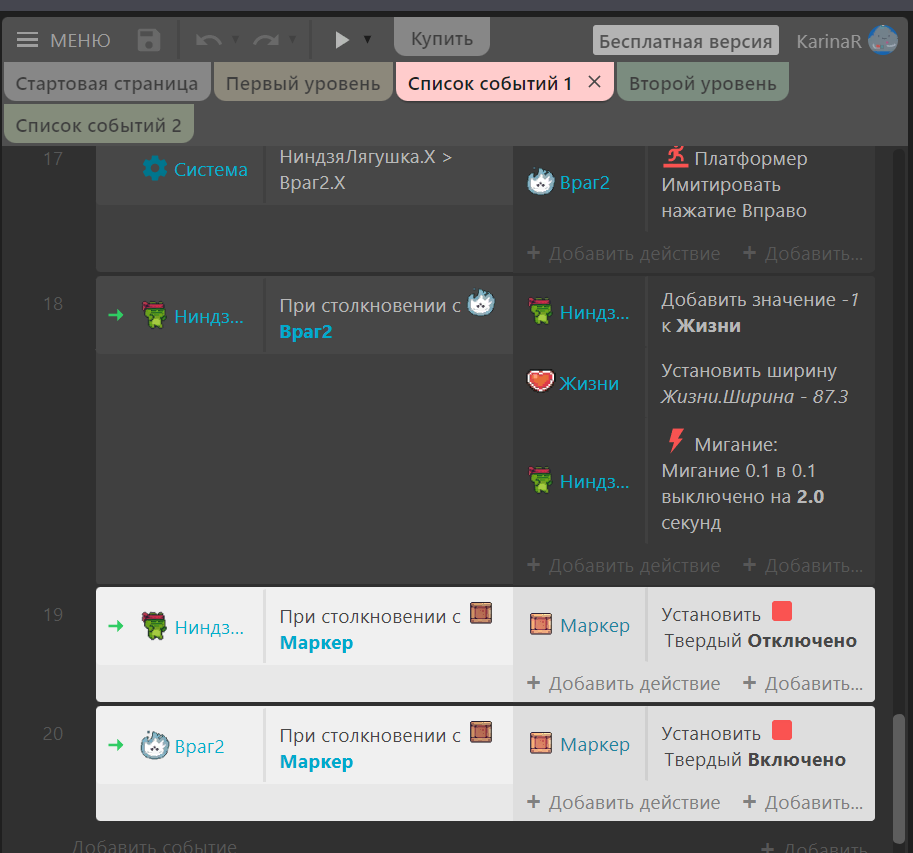 МЕНЮ
Купить
Бесплатная версия
KarinaR
Стартовая страница
Первый уровень
Список событий 1
Второй уровень
Список событий 2
17
Система
НиндзяЛягушка.X >
Враг2.X
Враг2
Платформер
Имитировать
нажатие Вправо
+ Добавить действие
+ Добавить...
18
Ниндз...
При столкновении с
Враг2
Ниндз...
Добавить значение -1
к Жизни
Жизни
Установить ширину
Жизни.Ширина - 87.3
Ниндз...
Мигание:
Мигание 0.1 в 0.1
выключено на 2.0
секунд
+ Добавить действие
+ Добавить...
19
Ниндз...
При столкновении с
Маркер
Маркер
Установить
Твердый Отключено
+ Добавить действие
+ Добавить...
20
Враг2
При столкновении с
Маркер
Маркер
Установить
Твердый Включено
+ Добавить действие
+ Добавить...
Добавить событие
+ Добавить...